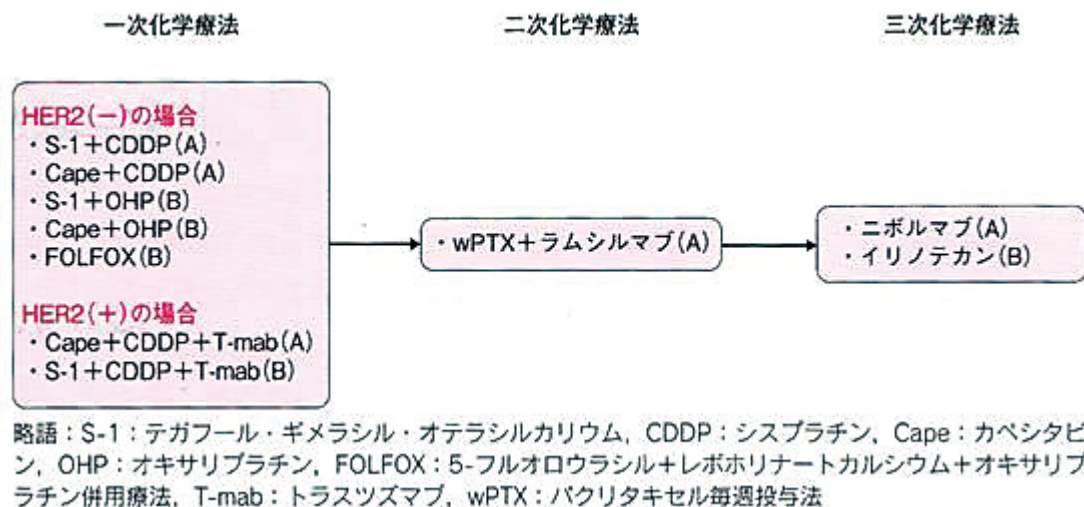 一次化学療法
二次化学療法
三次化学療法
HER2(−)の場合
・S-1+CDDP(A)
・Cape+CDDP(A)
・S-1+OHP(B)
・Cape+OHP(B)
・FOLFOX(B)
HER2(+)の場合
・Cape+CDDP+T-mab(A)
・S-1+CDDP+T-mab(B)
・wPTX+ラムシルマブ(A)
・ニボルマブ(A)
・イリノテカン(B)
略語：S-1：テガフール・ギメラシル・オテラシルカリウム，CDDP：シスプラチン，Cape：カペシタビ
ン，OHP：オキサリプラチン，FOLFOX：5-フルオロウラシル+レボホリナートカルシウム+オキサリプ
ラチン併用療法，T-mab：トラスツズマブ，wPTX：パクリタキセル毎週投与法